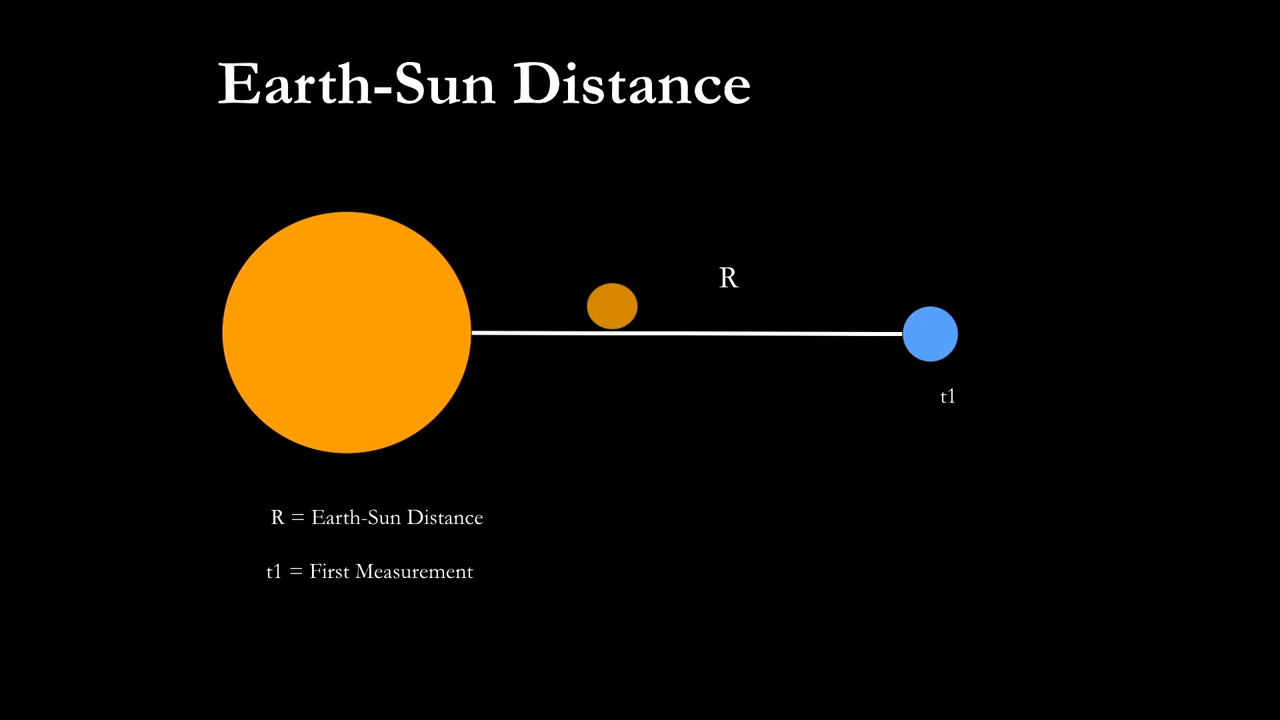 Earth-Sun Distance
R
t1
R = Earth-Sun Distance
t1 = First Measurement